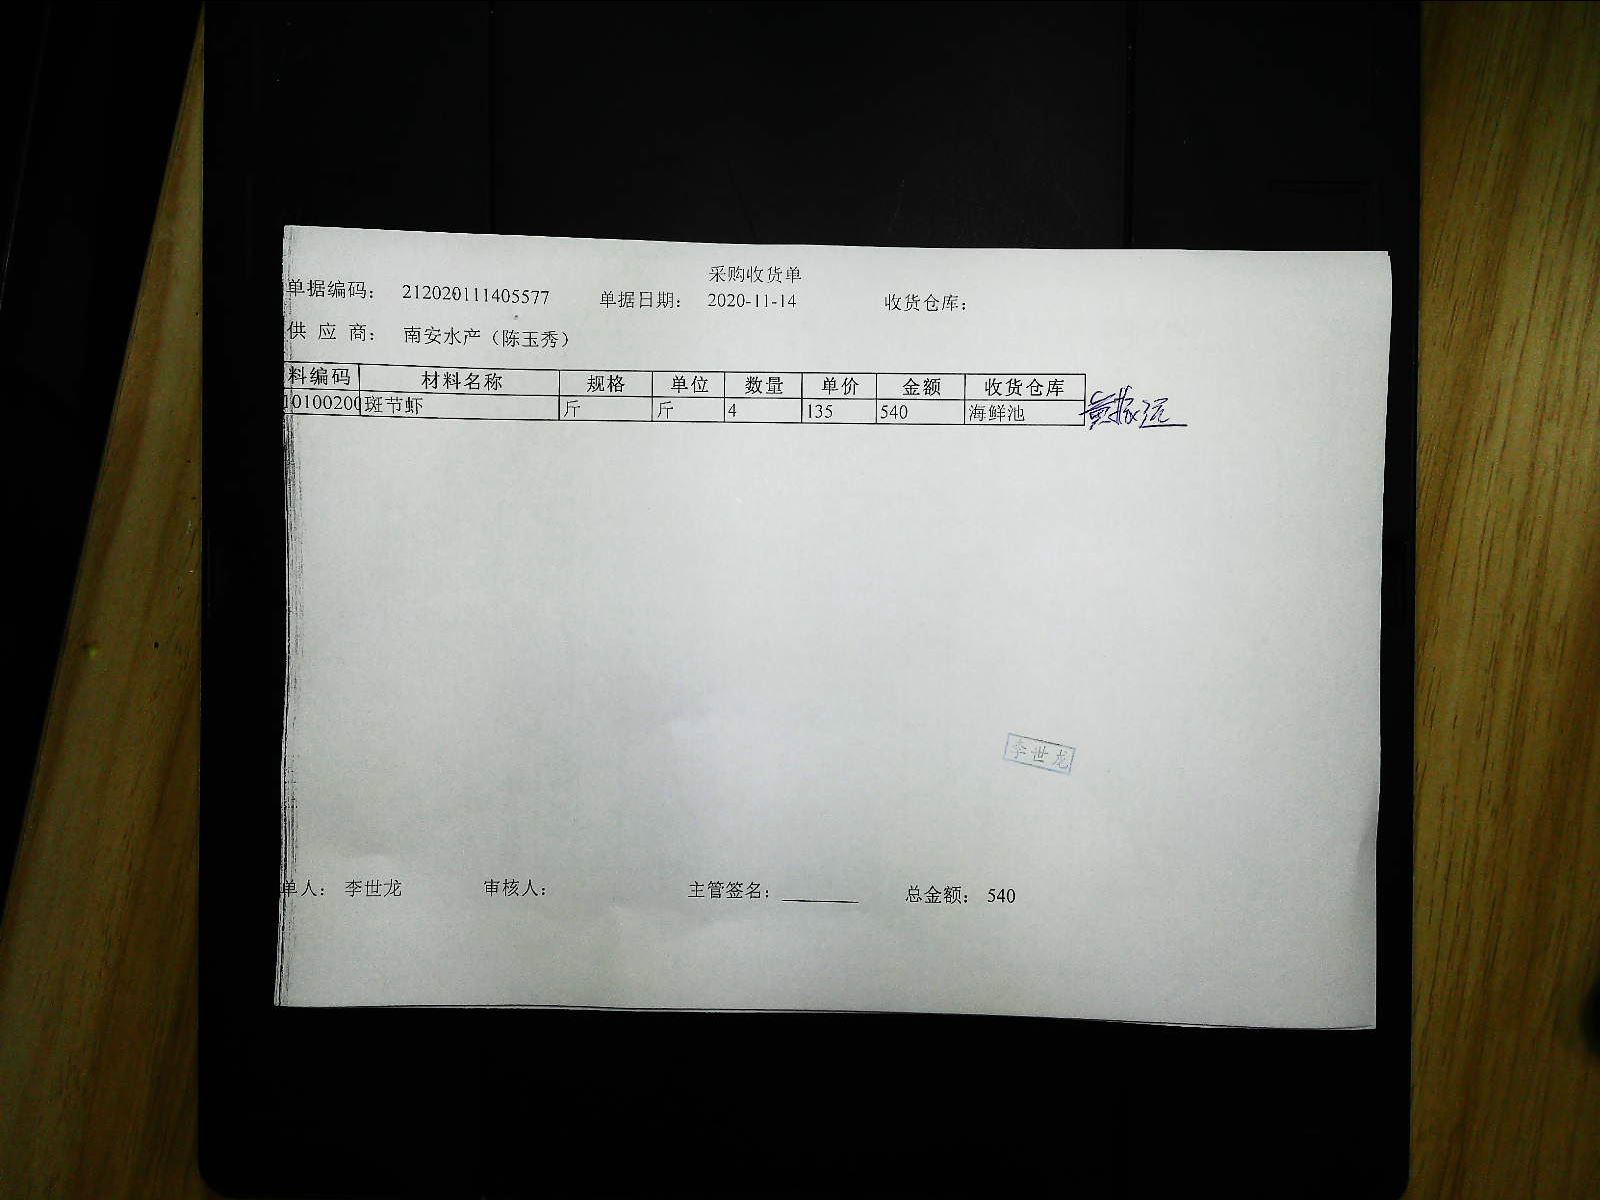 采购收货单
单据编码： 212020111405577 单据日期： 2020-11-14 收货仓库：
供 应 商： 南安水产（陈玉秀）
料编码 材料名称 规格 单位 数量 单价 金额 收货仓库
10100200 斑节虾 斤 斤 4 135 540 海鲜池
李世龙
单人： 李世龙 审核人： 主管签名： 总金额： 540